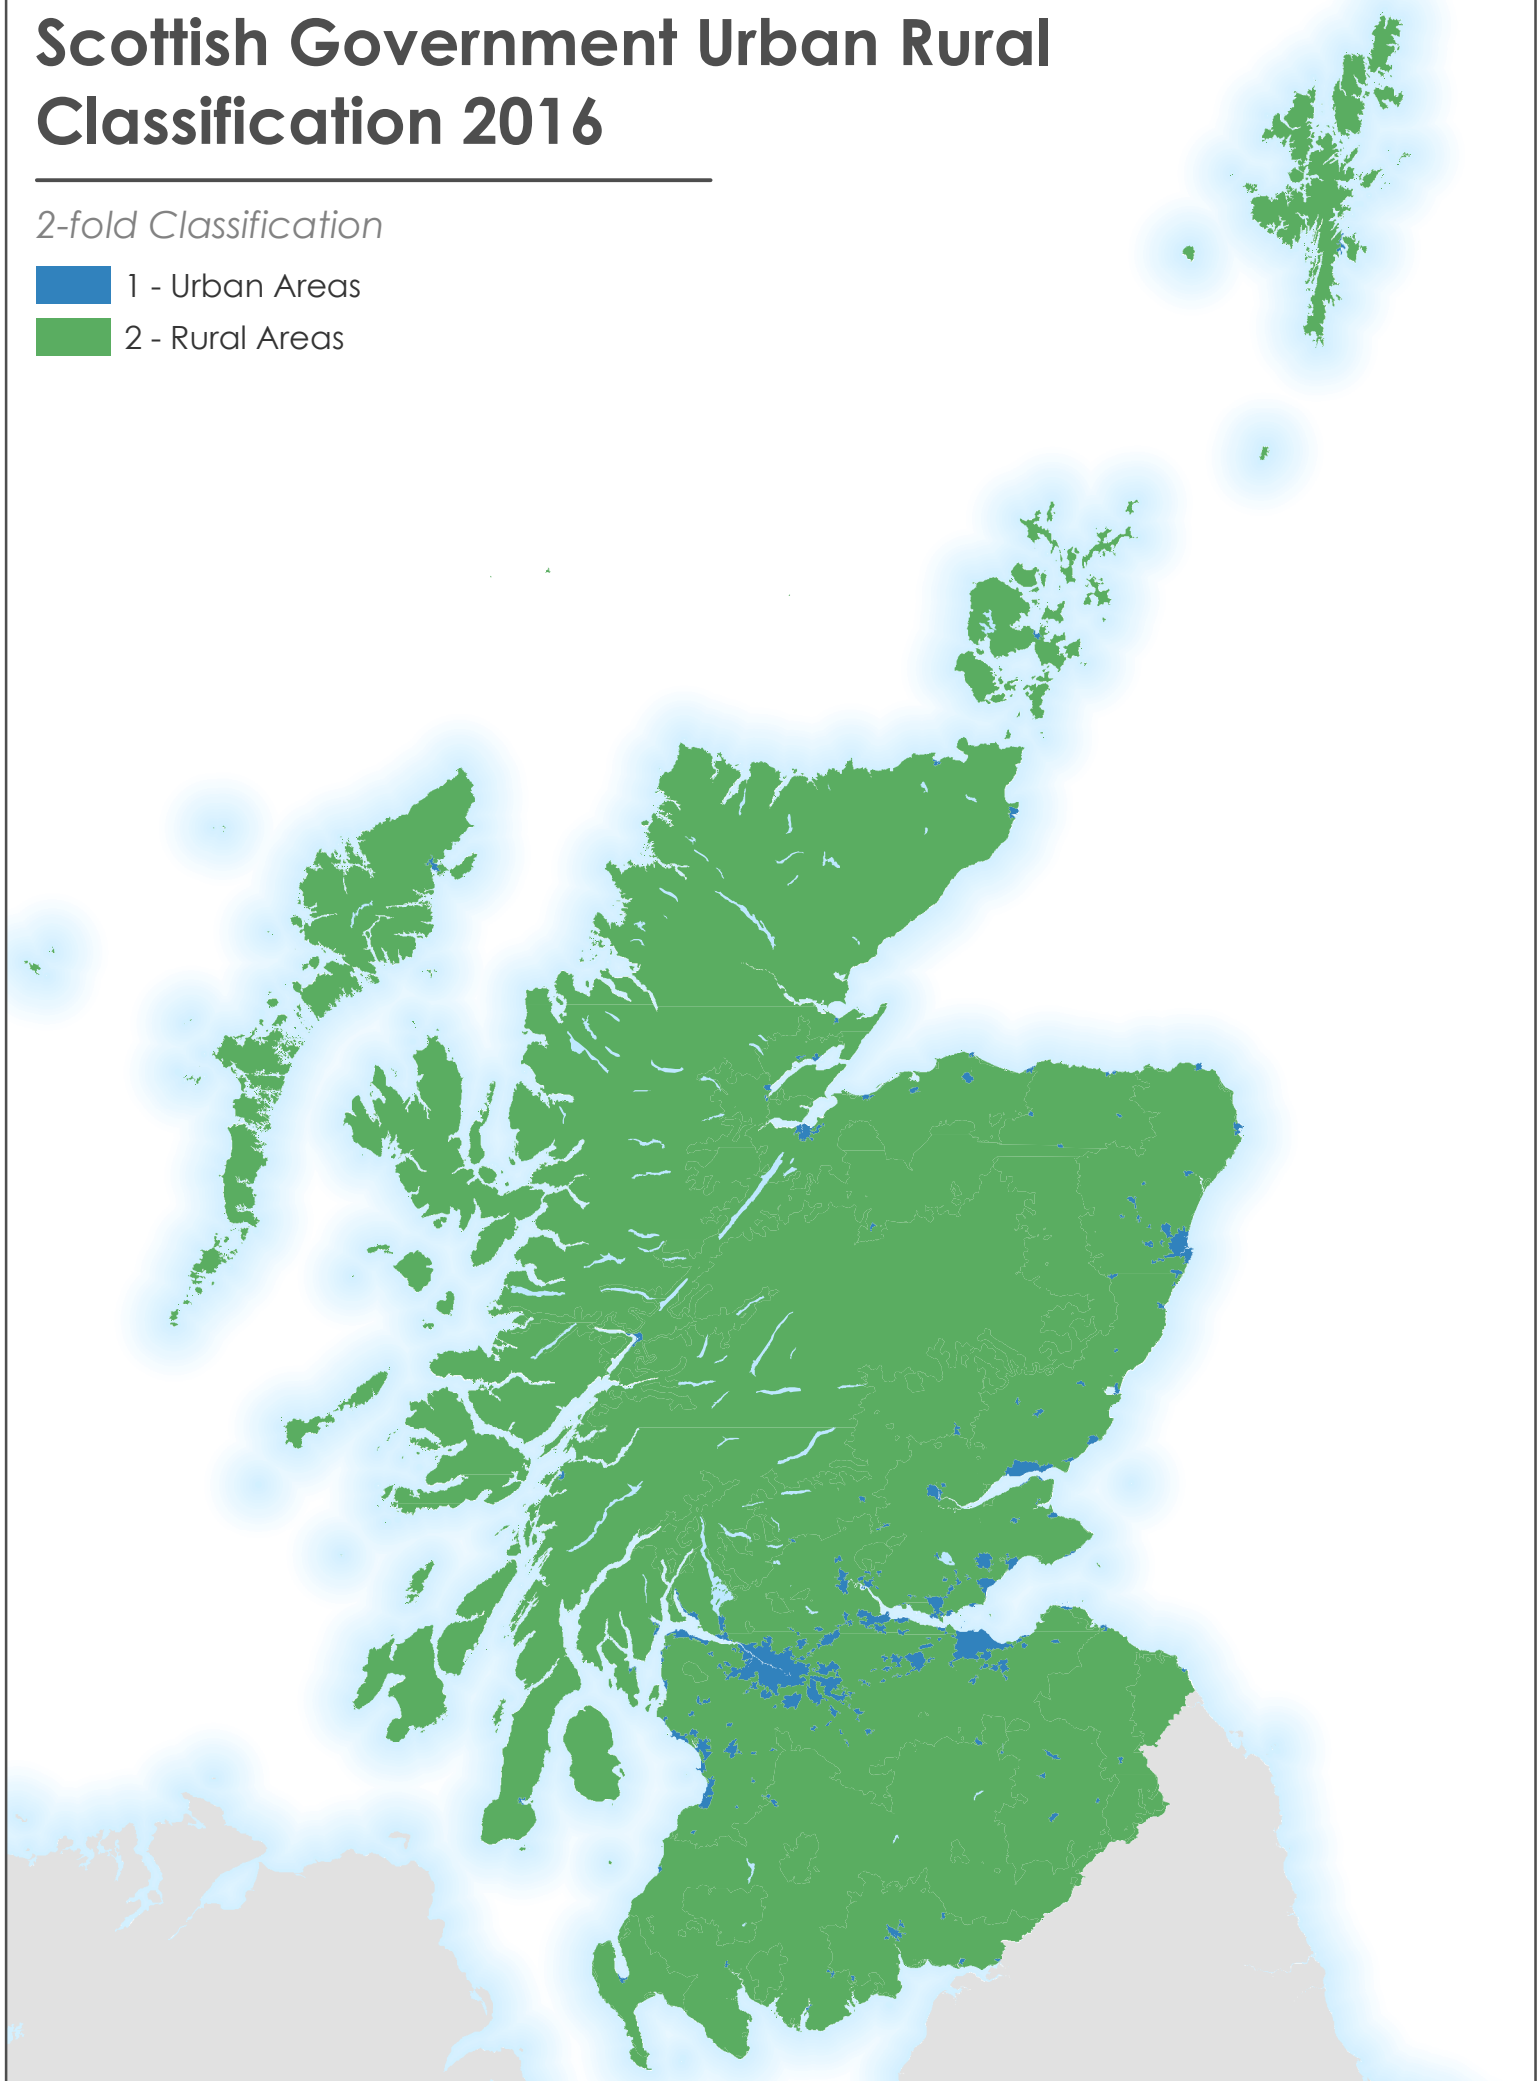 Scottish Government Urban Rural
Classification 2016
2-fold Classification
1 - Urban Areas
2 - Rural Areas